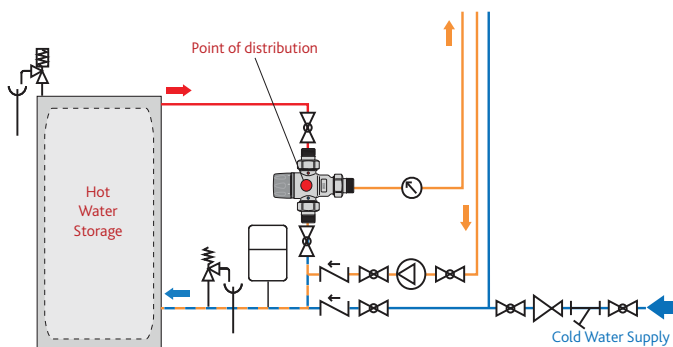 Point of distribution
Hot
Water
Storage
Cold Water Supply